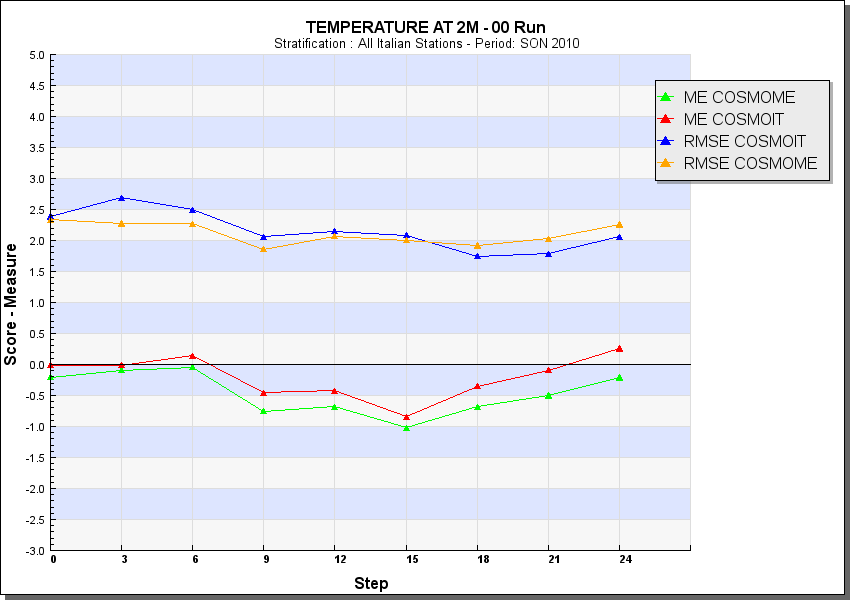 TEMPERATURE AT 2M - 00 Run
Stratification : All Italian Stations - Period: SON 2010
ME COSMOME
ME COSMOIT
RMSE COSMOIT
RMSE COSMOME
Score - Measure
5.0
4.5
4.0
3.5
3.0
2.5
2.0
1.5
1.0
0.5
0.0
-0.5
-1.0
-1.5
-2.0
-2.5
-3.0
0 3 6 9 12 15 18 21 24
Step